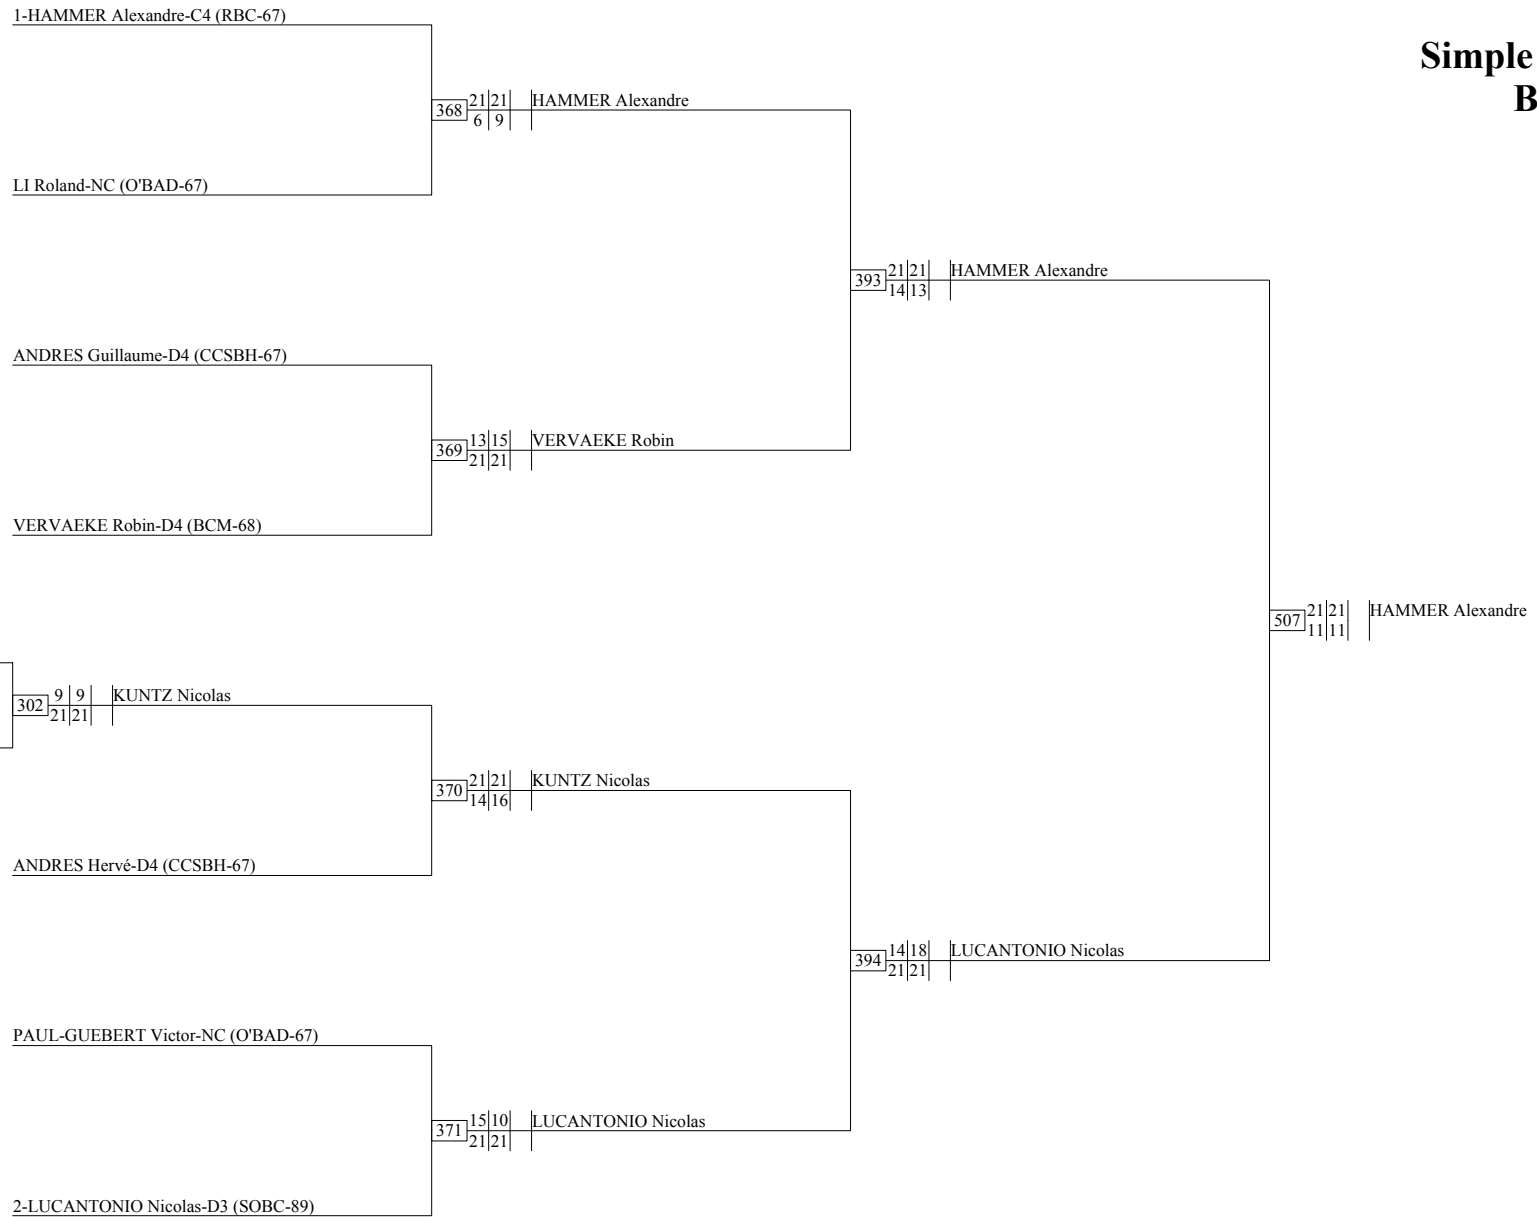 1-HAMMER Alexandre-C4 (RBC-67)
Simple
B
368
21 21
6 9
HAMMER Alexandre
LI Roland-NC (O'BAD-67)
393
21 21
14 13
HAMMER Alexandre
ANDRES Guillaume-D4 (CCSBH-67)
369
13 15
21 21
VERVAEKE Robin
VERVAEKE Robin-D4 (BCM-68)
507
21 21
11 11
HAMMER Alexandre
302
9 9
21 21
KUNTZ Nicolas
370
21 21
14 16
KUNTZ Nicolas
ANDRES Hervé-D4 (CCSBH-67)
394
14 18
21 21
LUCANTONIO Nicolas
PAUL-GUEBERT Victor-NC (O'BAD-67)
371
15 10
21 21
LUCANTONIO Nicolas
2-LUCANTONIO Nicolas-D3 (SOBC-89)